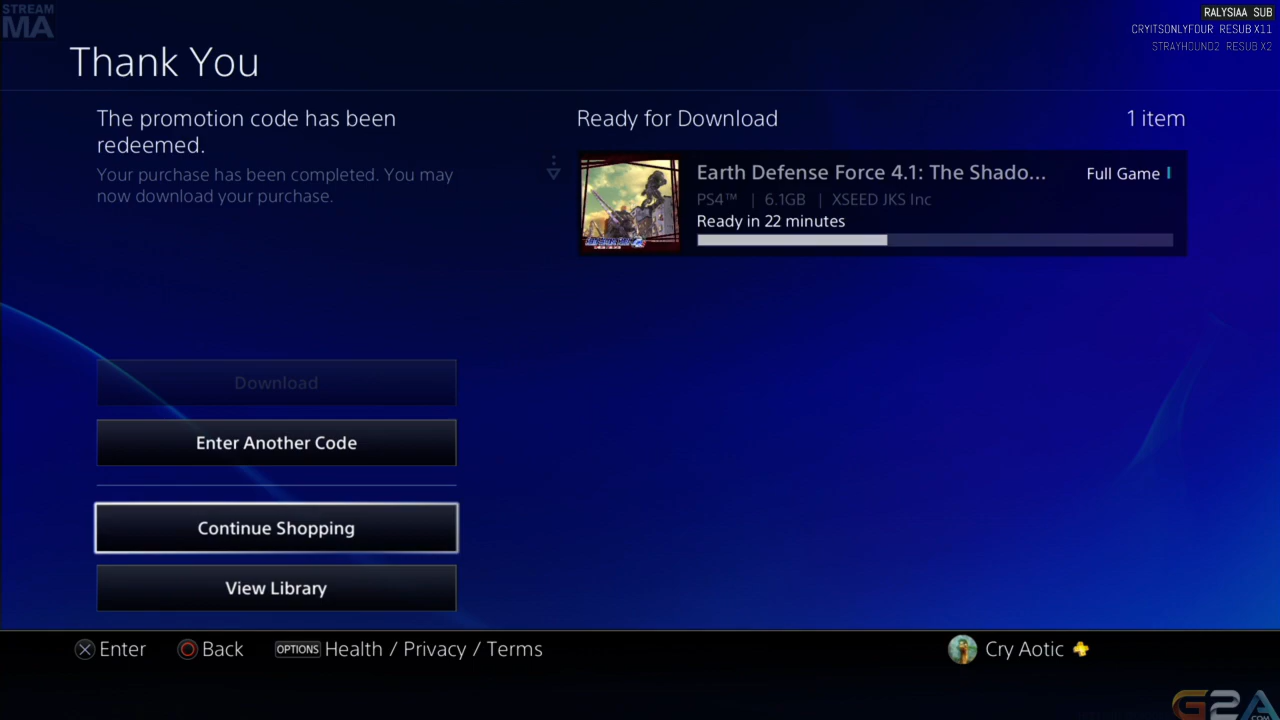 STREAM
MA
RALYSIAA SUB
CRYITSONLYFOUR RESUB X11
STRAYHOUND2 RESUB X2
Thank You
The promotion code has been
redeemed.
Your purchase has been completed. You may
now download your purchase.
Ready for Download
1 item
Earth Defense Force 4.1: The Shado...
Full Game
PS4™ | 6.1GB | XSEED JKS Inc
Ready in 22 minutes
Download
Enter Another Code
Continue Shopping
View Library
Enter
Back
OPTIONS Health / Privacy / Terms
Cry Aotic
G2A
.COM